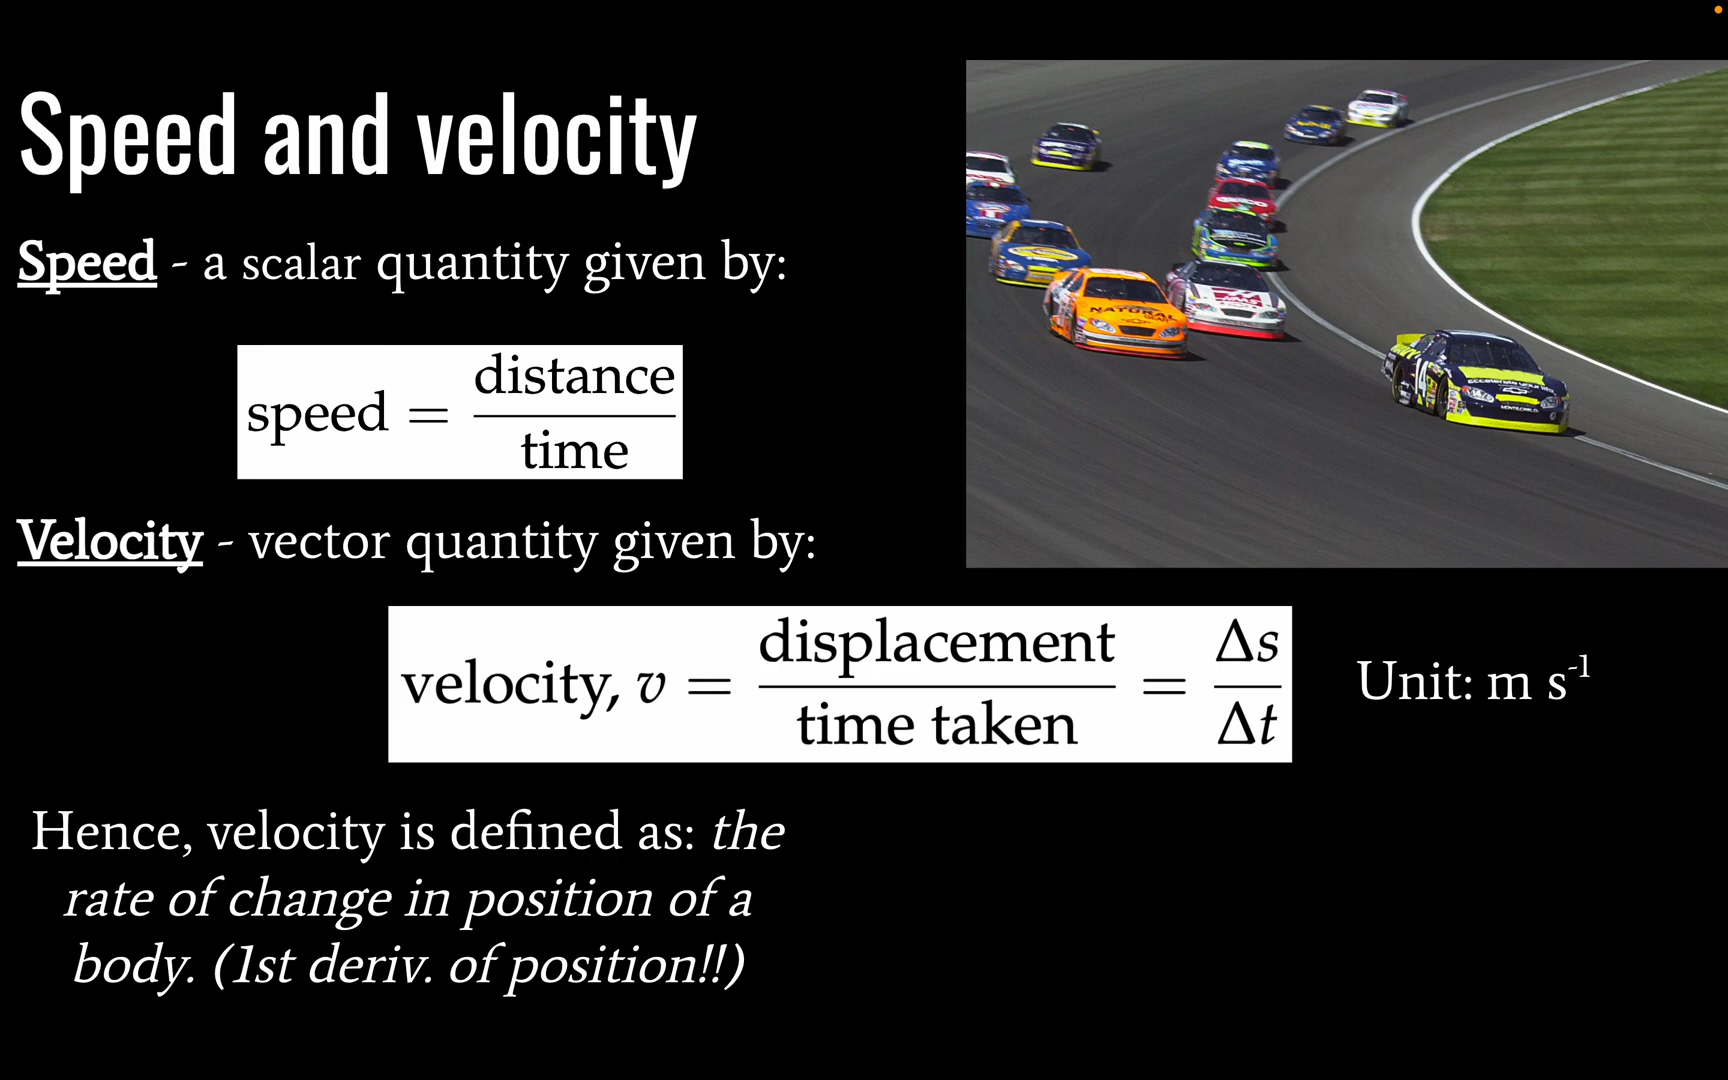 Speed and velocity
Speed - a scalar quantity given by:
speed = distance / time
Velocity - vector quantity given by:
velocity, v = displacement / time taken = Δs / Δt
Unit: m s⁻¹
Hence, velocity is defined as: the
rate of change in position of a
body. (1st deriv. of position!!)
NATURAL
14